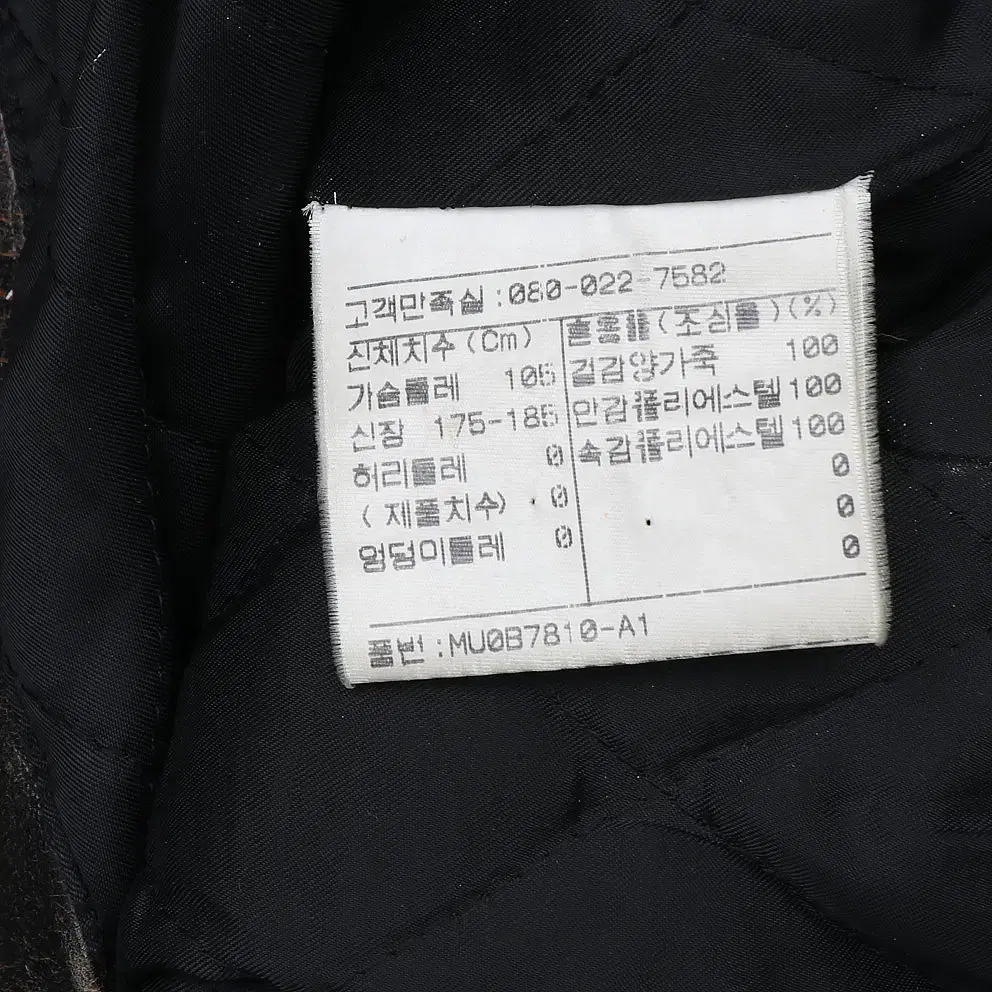 고객만족실 : 080-022-7582
신체치수 (Cm)
가슴둘레 105
신장 175-185
허리둘레 0
( 제품치수) 0
엉덩이둘레 0
혼용률 (조성율) (%)
겉감양가죽 100
안감폴리에스텔 100
속감폴리에스텔 100
0
0
0
품번 : MU0B7810-A1